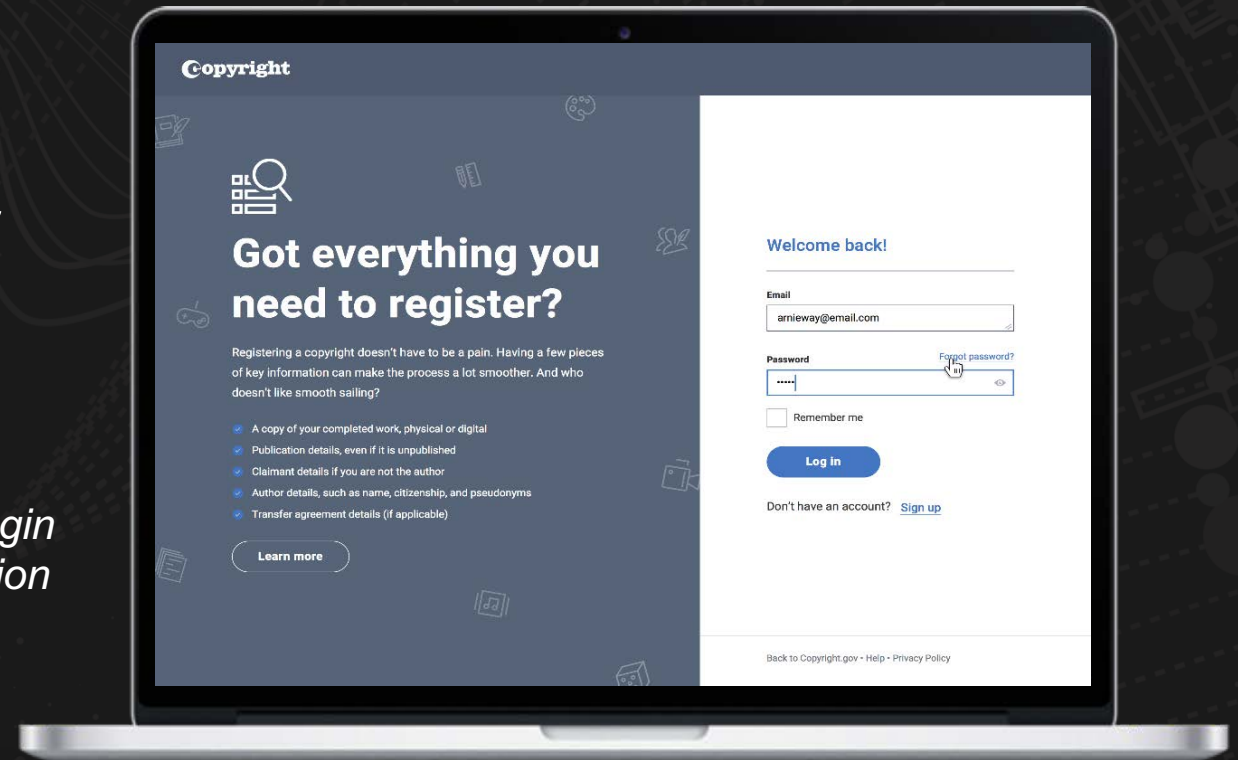 Copyright
Got everything you
need to register?
Registering a copyright doesn't have to be a pain. Having a few pieces
of key information can make the process a lot smoother. And who
doesn't like smooth sailing?
A copy of your completed work, physical or digital
Publication details, even if it is unpublished
Claimant details if you are not the author
Author details, such as name, citizenship, and pseudonyms
Transfer agreement details (if applicable)
Learn more
Welcome back!
Email
arnieway@email.com
Password Forgot password?
•••••
Remember me
Log in
Don't have an account? Sign up
Back to Copyright.gov • Help • Privacy Policy